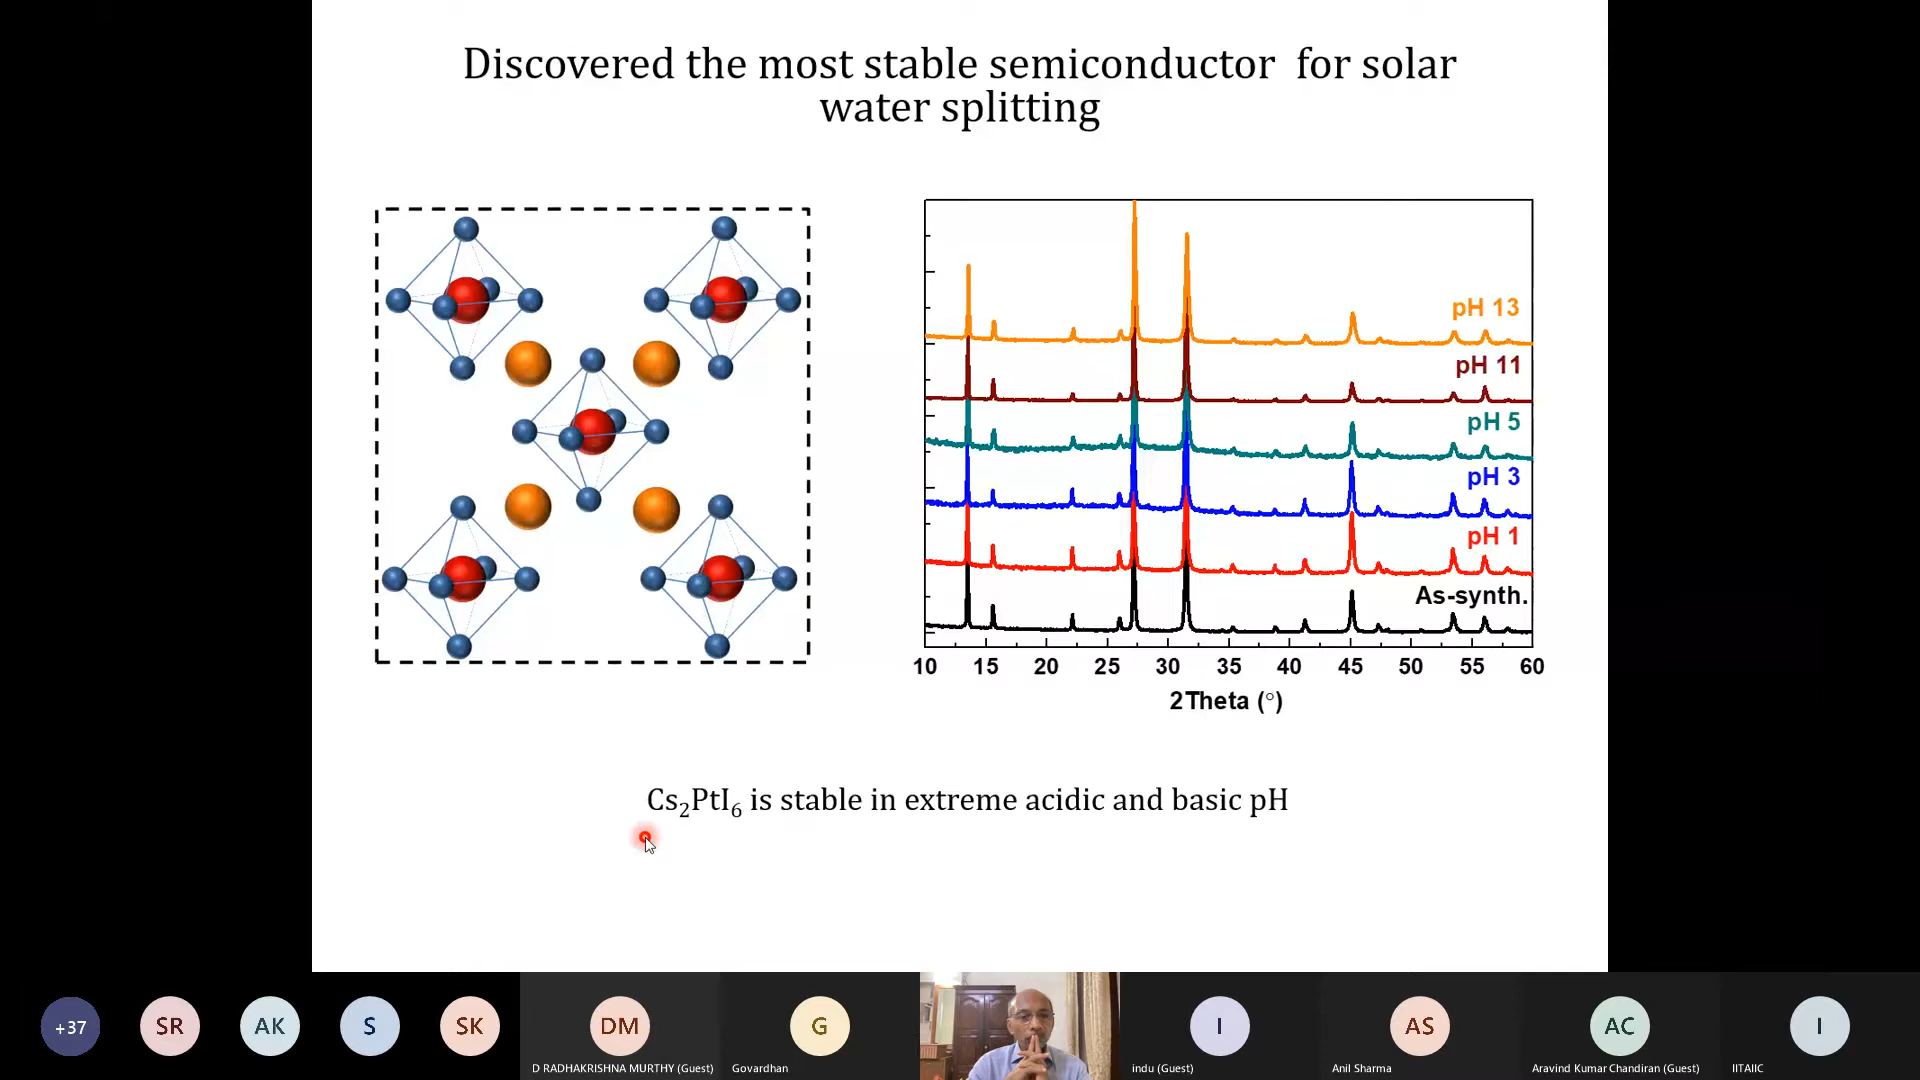 Discovered the most stable semiconductor  for solar
water splitting
pH 13
pH 11
pH 5
pH 3
pH 1
As-synth.
10 15 20 25 30 35 40 45 50 55 60
2Theta (°)
Cs₂PtI₆ is stable in extreme acidic and basic pH
+37 SR AK S SK DM G I AS AC I
D RADHAKRISHNA MURTHY (Guest) Govardhan indu (Guest) Anil Sharma Aravind Kumar Chandiran (Guest) IITAIIC